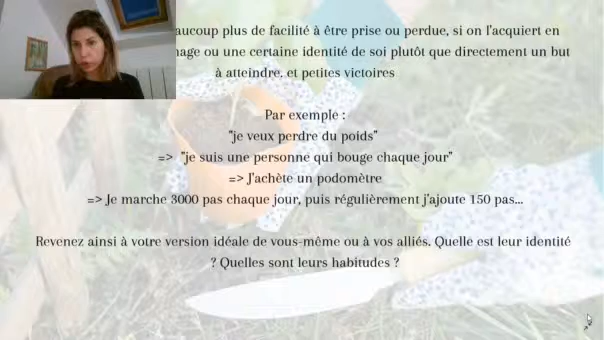 aucoup plus de facilité à être prise ou perdue, si on l'acquiert en
nage ou une certaine identité de soi plutôt que directement un but
à atteindre, et petites victoires
Par exemple :
"je veux perdre du poids"
=> "je suis une personne qui bouge chaque jour"
=> J'achète un podomètre
=> Je marche 3000 pas chaque jour, puis régulièrement j'ajoute 150 pas...
Revenez ainsi à votre version idéale de vous-même ou à vos alliés. Quelle est leur identité
? Quelles sont leurs habitudes ?